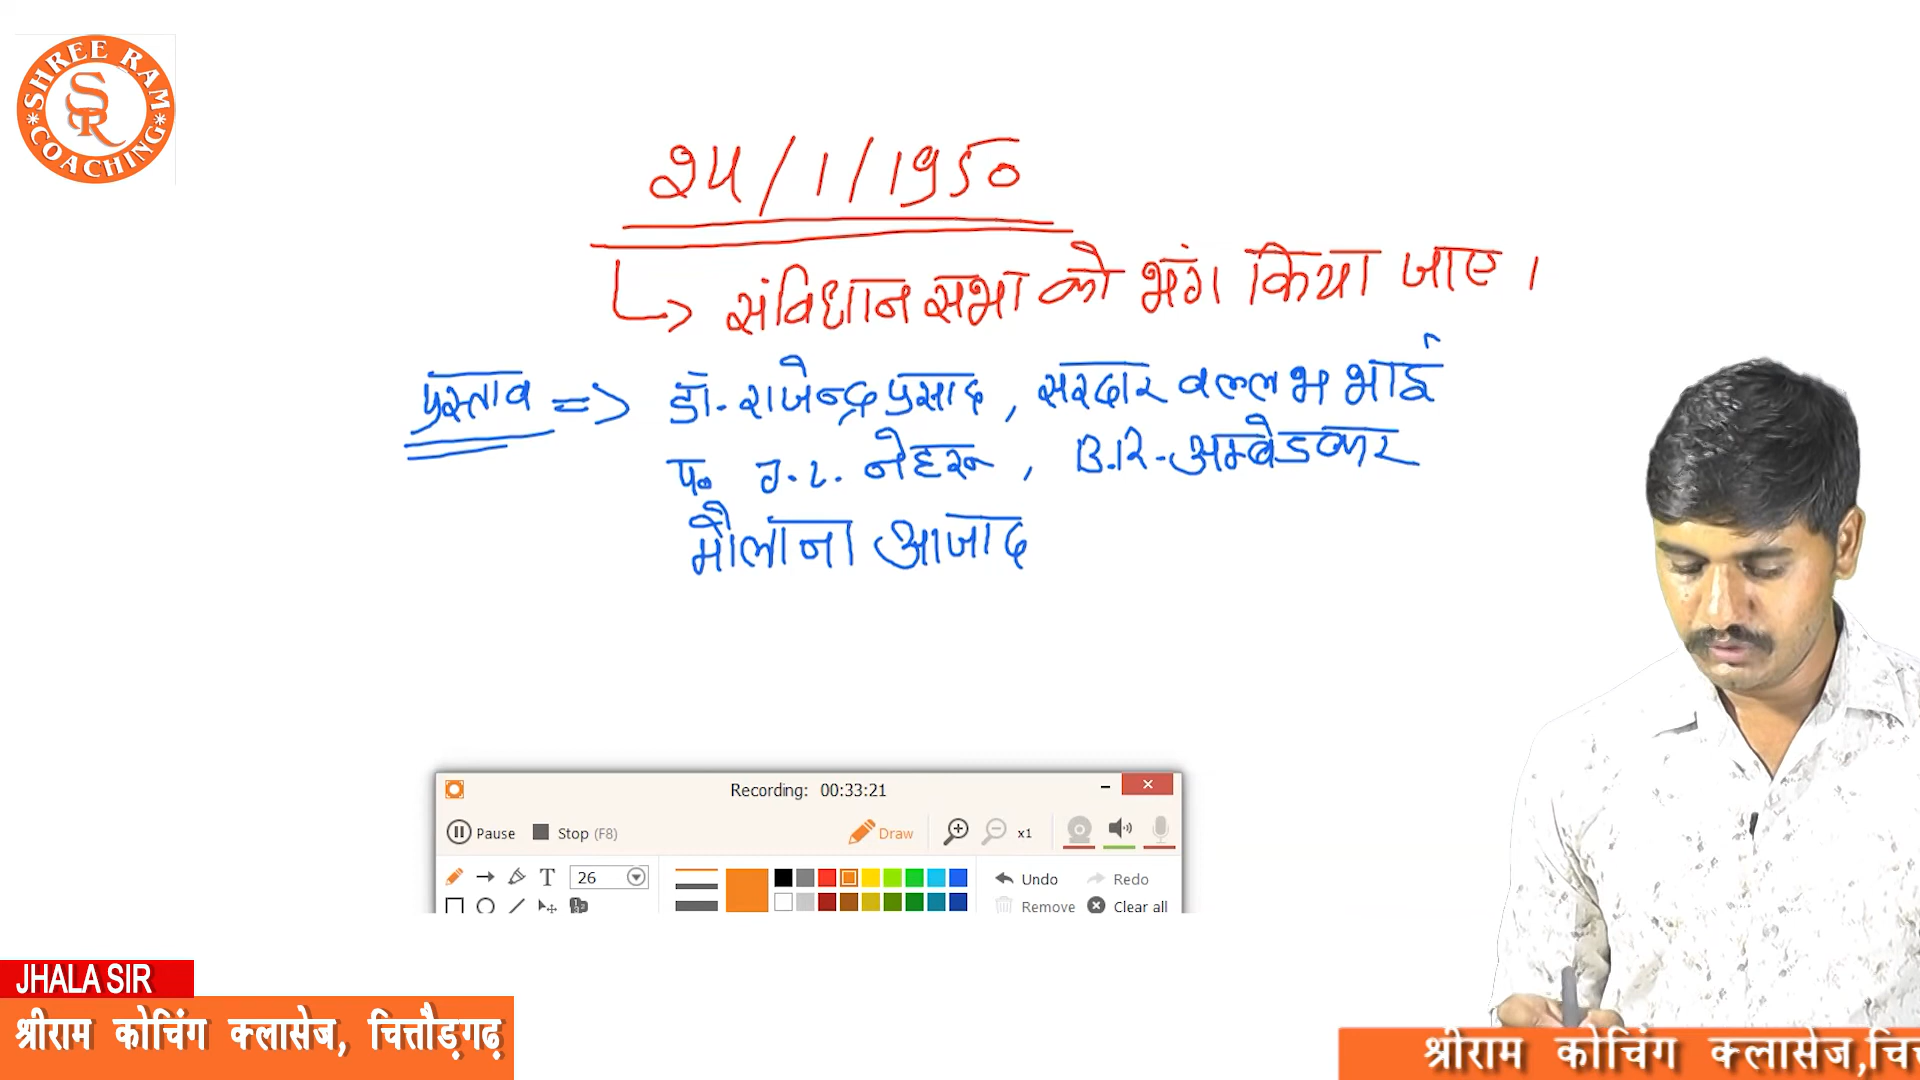 SHREE RAM
SR
COACHING
24/1/1950
संविधान सभा को भंग किया जाए।
प्रस्ताव => डॉ. राजेन्द्र प्रसाद, सरदार वल्लभ भाई
प. ज.ल. नेहरू, B.R. अम्बेडकर
मौलाना आजाद
Recording: 00:33:21
Pause Stop (F8) Draw x1
T 26 Undo Redo
Remove Clear all
JHALA SIR
श्रीराम कोचिंग क्लासेज, चित्तौड़गढ़
श्रीराम कोचिंग क्लासेज,चित्त